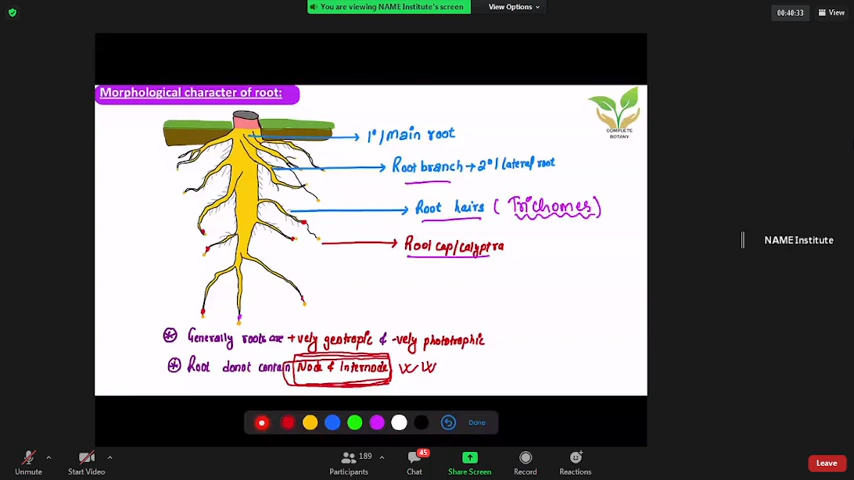 You are viewing NAME Institute's screen
View Options
00:40:33
View
Morphological character of root:
COMPLETE
BOTANY
1°/main root
Root branch → 2°/lateral root
Root hairs (Trichomes)
Root cap/calyptra
NAME Institute
Generally roots are +vely geotropic & -vely phototrophic
Root donot contain Node & Internode
Done
Unmute
Start Video
189
Participants
45
Chat
Share Screen
Record
Reactions
Leave